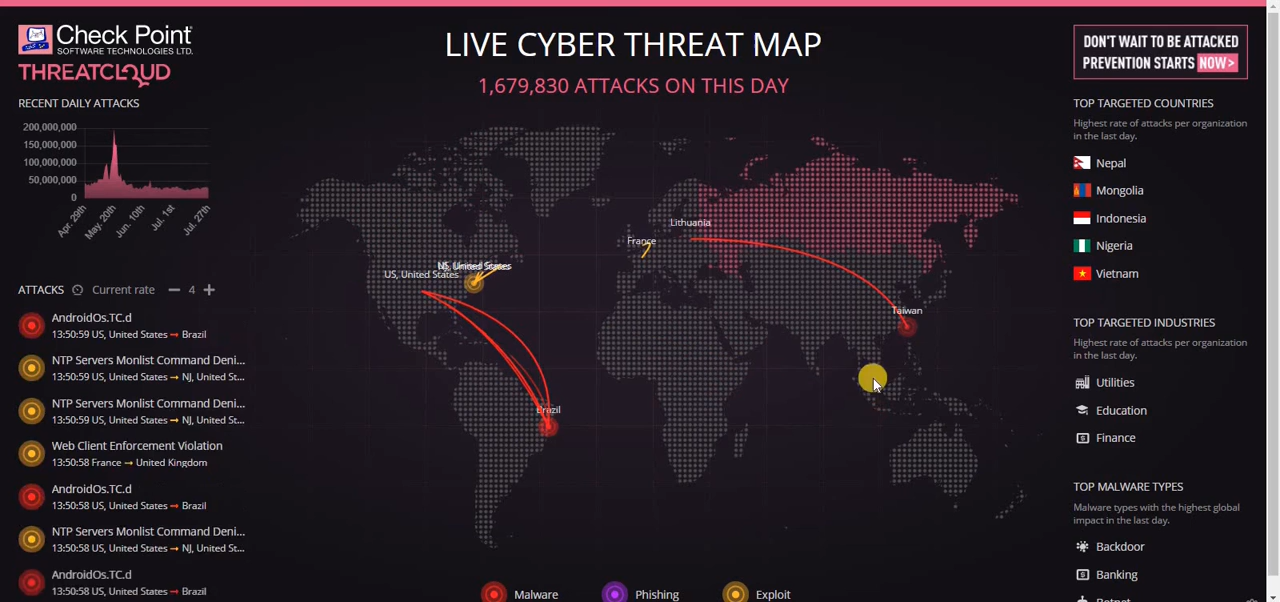 Check Point
SOFTWARE TECHNOLOGIES LTD.
THREATCLOUD
LIVE CYBER THREAT MAP
1,679,830 ATTACKS ON THIS DAY
DON'T WAIT TO BE ATTACKED
PREVENTION STARTS NOW>
RECENT DAILY ATTACKS
200,000,000
150,000,000
100,000,000
50,000,000
0
Apr. 29th
May. 20th
Jun. 10th
Jul. 1st
Jul. 27th
ATTACKS Current rate — 4 +
AndroidOs.TC.d
13:50:59 US, United States → Brazil
NTP Servers Monlist Command Deni...
13:50:59 US, United States → NJ, United St...
NTP Servers Monlist Command Deni...
13:50:59 US, United States → NJ, United St...
Web Client Enforcement Violation
13:50:58 France → United Kingdom
AndroidOs.TC.d
13:50:58 US, United States → Brazil
NTP Servers Monlist Command Deni...
13:50:58 US, United States → NJ, United St...
AndroidOs.TC.d
13:50:58 US, United States → Brazil
Lithuania
France
United States
US, United States
Taiwan
Brazil
Malware
Phishing
Exploit
TOP TARGETED COUNTRIES
Highest rate of attacks per organization
in the last day.
Nepal
Mongolia
Indonesia
Nigeria
Vietnam
TOP TARGETED INDUSTRIES
Highest rate of attacks per organization
in the last day.
Utilities
Education
Finance
TOP MALWARE TYPES
Malware types with the highest global
impact in the last day.
Backdoor
Banking